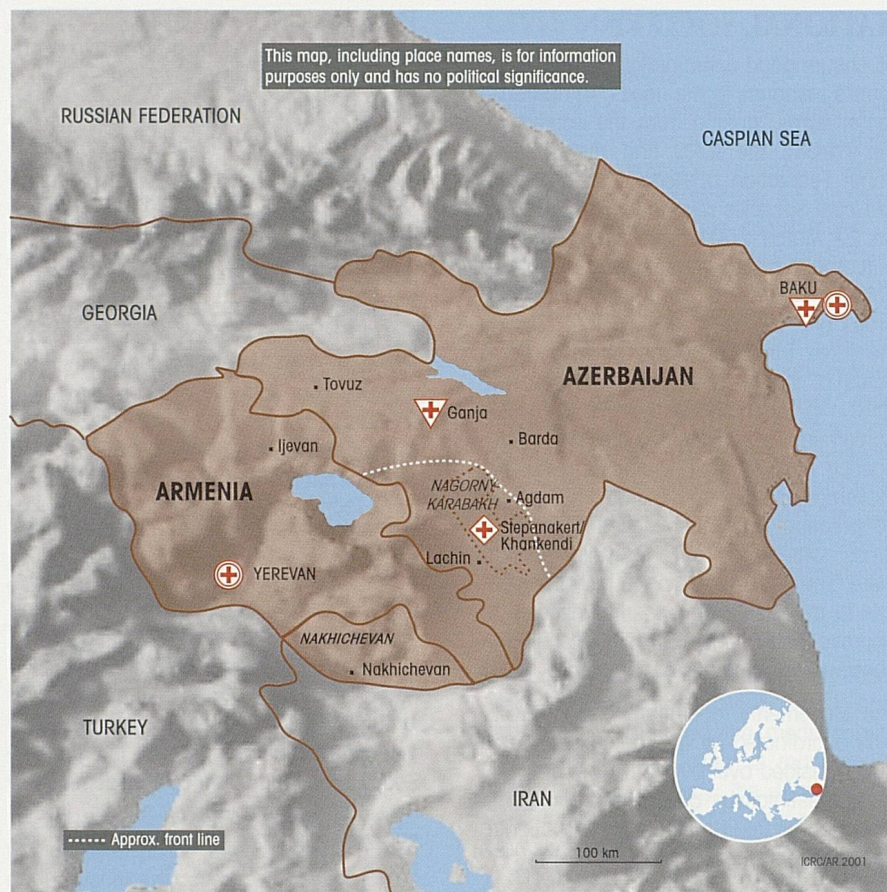 This map, including place names, is for information
purposes only and has no political significance.
RUSSIAN FEDERATION
CASPIAN SEA
BAKU
GEORGIA
AZERBAIJAN
Tovuz
Ganja
Barda
Ijevan
ARMENIA
NAGORNY
KARABAKH
Agdam
Stepanakert/
Khankendi
Lachin
YEREVAN
NAKHICHEVAN
Nakhichevan
TURKEY
IRAN
Approx. front line
100 km
ICRC/AR.2001